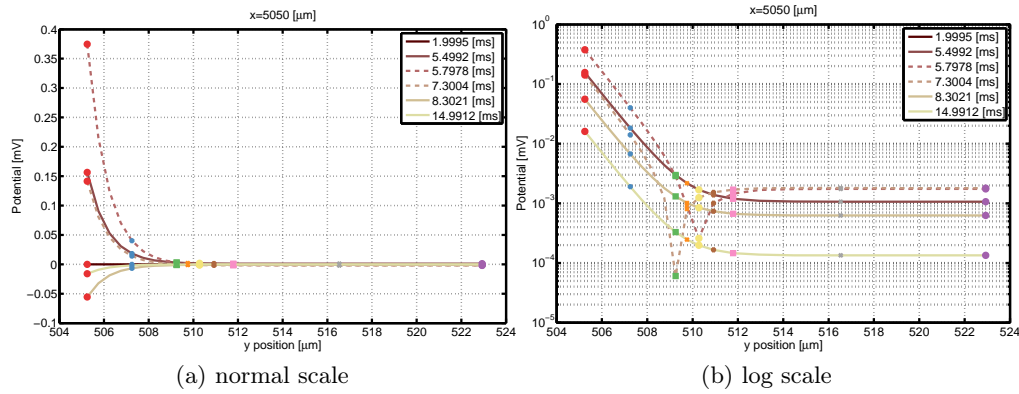 x=5050 [μm]
0.4
0.35
0.3
0.25
0.2
0.15
0.1
0.05
0
−0.05
−0.1
Potential [mV]
1.9995 [ms]
5.4992 [ms]
5.7978 [ms]
7.3004 [ms]
8.3021 [ms]
14.9912 [ms]
504 506 508 510 512 514 516 518 520 522 524
y position [μm]
(a) normal scale
x=5050 [μm]
10^0
10^−1
10^−2
10^−3
10^−4
10^−5
Potential [mV]
1.9995 [ms]
5.4992 [ms]
5.7978 [ms]
7.3004 [ms]
8.3021 [ms]
14.9912 [ms]
504 506 508 510 512 514 516 518 520 522 524
y position [μm]
(b) log scale